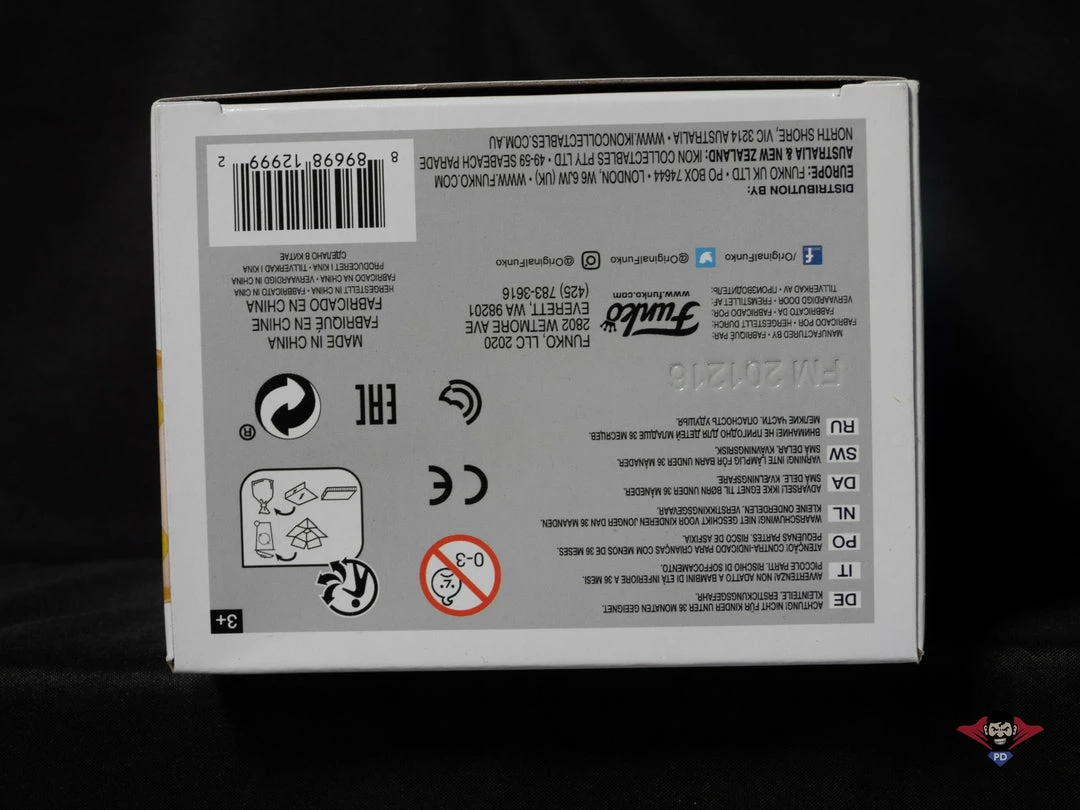 DE
ACHTUNG! NICHT FÜR KINDER UNTER 36 MONATEN GEEIGNET.
KLEINTEILE. ERSTICKUNGSGEFAHR.
IT
AVVERTENZA! NON ADATTO A BAMBINI DI ETÀ INFERIORE A 36 MESI.
PICCOLE PARTI. RISCHIO DI SOFFOCAMENTO.
PO
ATENÇÃO! CONTRA-INDICADO PARA CRIANÇAS COM MENOS DE 36 MESES.
PEQUENAS PARTES. RISCO DE ASFIXIA.
NL
WAARSCHUWING! NIET GESCHIKT VOOR KINDEREN JONGER DAN 36 MAANDEN.
KLEINE ONDERDELEN. VERSTIKKINGSGEVAAR.
DA
ADVARSEL! IKKE EGNET TIL BØRN UNDER 36 MÅNEDER.
SMÅ DELE. KVÆLNINGSFARE.
SW
VARNING! INTE LÄMPLIG FÖR BARN UNDER 36 MÅNADER.
SMÅ DELAR. KVÄVNINGSRISK.
RU
ВНИМАНИЕ! НЕ ПРИГОДНО ДЛЯ ДЕТЕЙ МЛАДШЕ 36 МЕСЯЦЕВ.
МЕЛКИЕ ЧАСТИ. ОПАСНОСТЬ УДУШЬЯ.
3+
0-3
CE
EAC
®
FM 201216
MANUFACTURED BY • FABRIQUÉ PAR:
FABRICADO POR • HERGESTELLT DURCH:
FABBRICATO DA • FABRICADO POR:
VERVAARDIGD DOOR • FREMSTILLET AF:
TILLVERKAD AV • ПРОИЗВОДИТЕЛЬ:
Funko
www.funko.com
FUNKO, LLC 2020
2802 WETMORE AVE
EVERETT, WA 98201
(425) 783-3616
MADE IN CHINA
FABRIQUÉ EN CHINE
FABRICADO EN CHINA
HERGESTELLT IN CHINA • FABBRICATO IN CINA
FABRICADO NA CHINA • VERVAARDIGD IN CHINA
PRODUCERET I KINA • TILLVERKAD I KINA
СДЕЛАНО В КИТАЕ
/OriginalFunko
@OriginalFunko
@OriginalFunko
DISTRIBUTION BY:
EUROPE: FUNKO UK LTD • PO BOX 74644 • LONDON, W6 6JW (UK) • WWW.FUNKO.COM
AUSTRALIA & NEW ZEALAND: IKON COLLECTABLES PTY LTD • 49-59 SEABEACH PARADE
NORTH SHORE, VIC 3214 AUSTRALIA • WWW.IKONCOLLECTABLES.COM.AU
8 89698 12999 2
PD